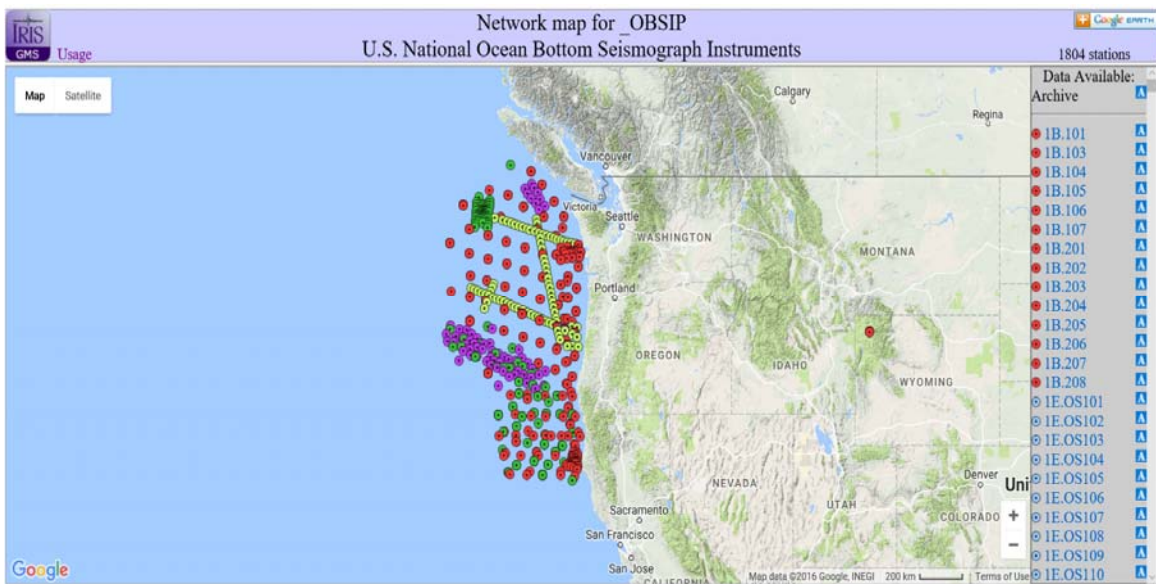 Network map for _OBSIP
U.S. National Ocean Bottom Seismograph Instruments
IRIS
GMS
Usage
Google EARTH
1804 stations
Map
Satellite
Data Available:
Archive
A
1B.101 A
1B.103 A
1B.104 A
1B.105 A
1B.106 A
1B.107 A
1B.201 A
1B.202 A
1B.203 A
1B.204 A
1B.205 A
1B.206 A
1B.207 A
1B.208 A
1E.OS101 A
1E.OS102 A
1E.OS103 A
1E.OS104 A
1E.OS105 A
1E.OS106 A
1E.OS107 A
1E.OS108 A
1E.OS109 A
1E.OS110 A
Calgary
Regina
Vancouver
Victoria
Seattle
WASHINGTON
MONTANA
Portland
OREGON
IDAHO
WYOMING
NEVADA
UTAH
Denver
Uni
COLORADO
Sacramento
San Francisco
San Jose
CALIFORNIA
+
−
Google
Map data ©2016 Google, INEGI
200 km
Terms of Use